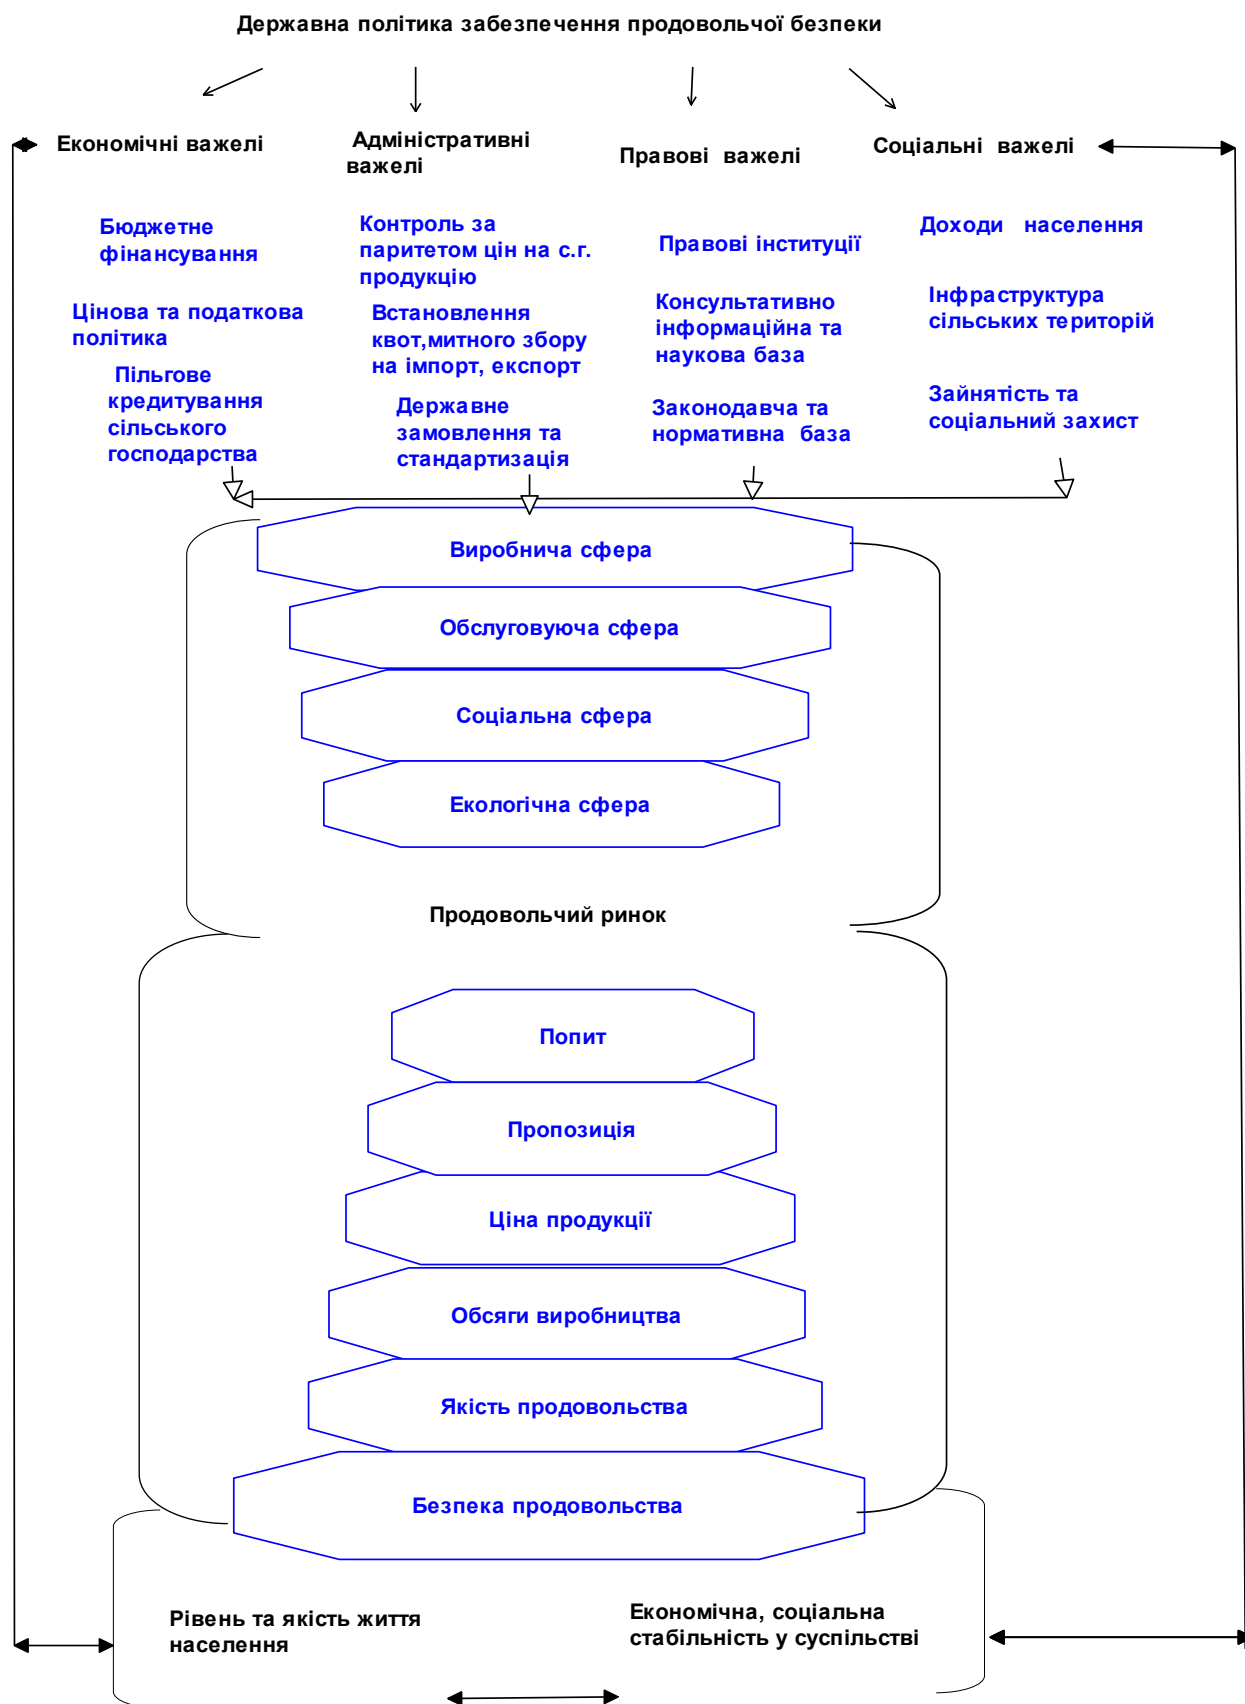 Державна політика забезпечення продовольчої безпеки
Економічні важелі
Адміністративні
важелі
Правові важелі
Соціальні важелі
Бюджетне
фінансування
Цінова та податкова
політика
Пільгове
кредитування
сільського
господарства
Контроль за
паритетом цін на с.г.
продукцію
Встановлення
квот,митного збору
на імпорт, експорт
Державне
замовлення та
стандартизація
Правові інституції
Консультативно
інформаційна та
наукова база
Законодавча та
нормативна база
Доходи населення
Інфраструктура
сільських територій
Зайнятість та
соціальний захист
Виробнича сфера
Обслуговуюча сфера
Соціальна сфера
Екологічна сфера
Продовольчий ринок
Попит
Пропозиція
Ціна продукції
Обсяги виробництва
Якість продовольства
Безпека продовольства
Рівень та якість життя
населення
Економічна, соціальна
стабільність у суспільстві